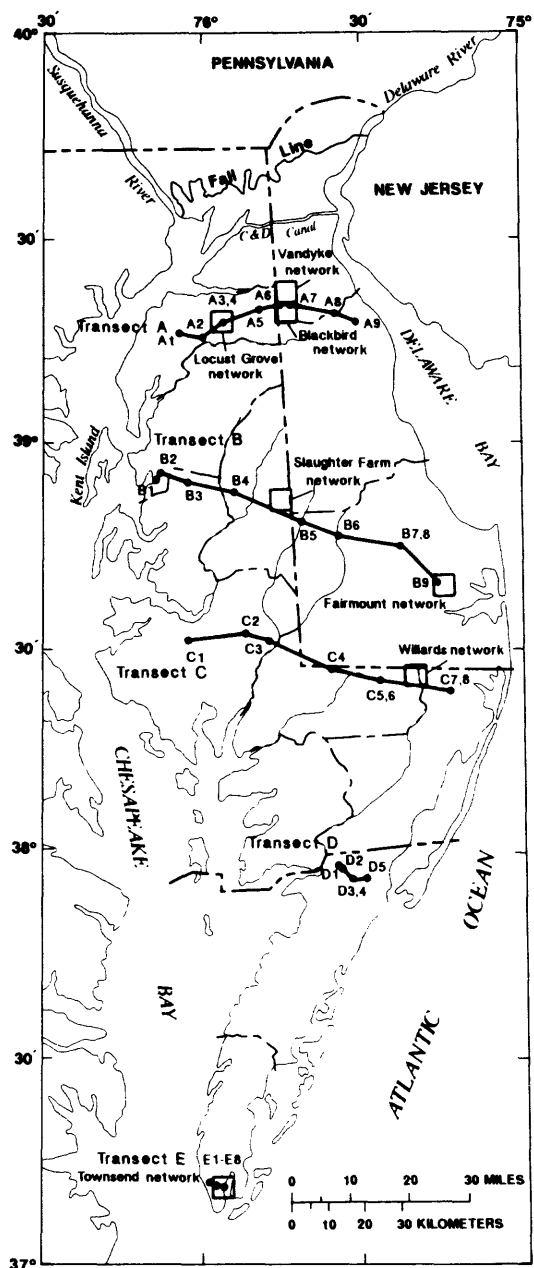 30´
76°
30´
75°
40°
PENNSYLVANIA
Susquehanna
River
Delaware River
Fall Line
NEW JERSEY
30´
C&D Canal
Vandyke
network
A3,4
A6
A7
A8
Transect A
A1
A2
A5
A9
Blackbird
network
Locust Grove
network
DELAWARE
BAY
39°
Transect B
Kent Island
B2
B1
B3
B4
Slaughter Farm
network
B5
B6
B7,8
B9
Fairmount network
30´
C2
C1
C3
C4
Willards network
Transect C
C5,6
C7,8
CHESAPEAKE
BAY
38°
Transect D
D2
D1
D5
D3,4
ATLANTIC
OCEAN
30´
Transect E
E1-E8
Townsend network
0 10 20 30 MILES
0 10 20 30 KILOMETERS
37°